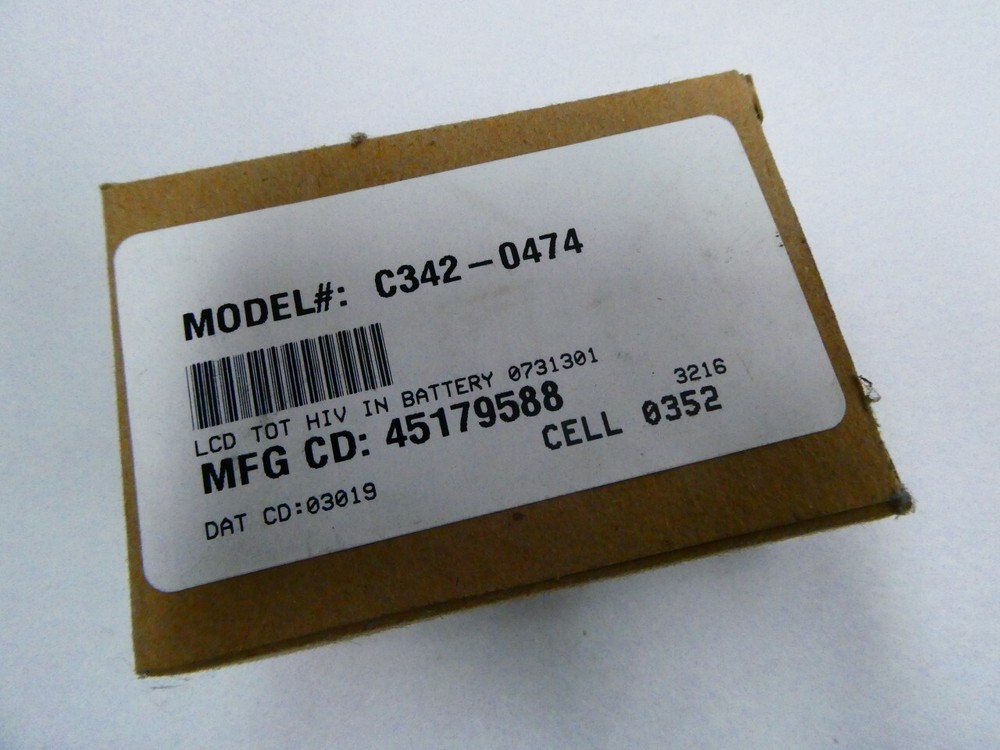 MODEL#: C342-0474
LCD TOT HIV IN BATTERY 0731301
3216
MFG CD: 45179588
CELL 0352
DAT CD:03019